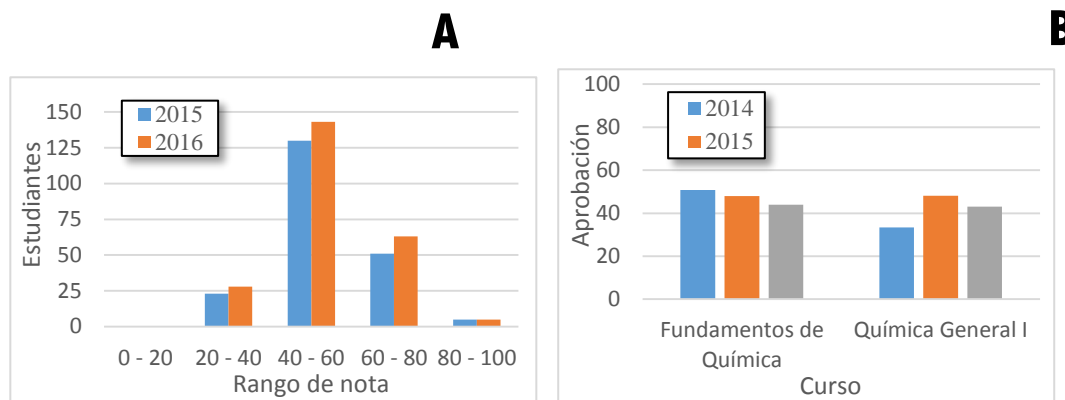 A
150
125
100
75
50
25
0
Estudiantes
2015
2016
0 - 20 20 - 40 40 - 60 60 - 80 80 - 100
Rango de nota
B
100
80
60
40
20
0
Aprobación
2014
2015
Fundamentos de
Química
Química General I
Curso